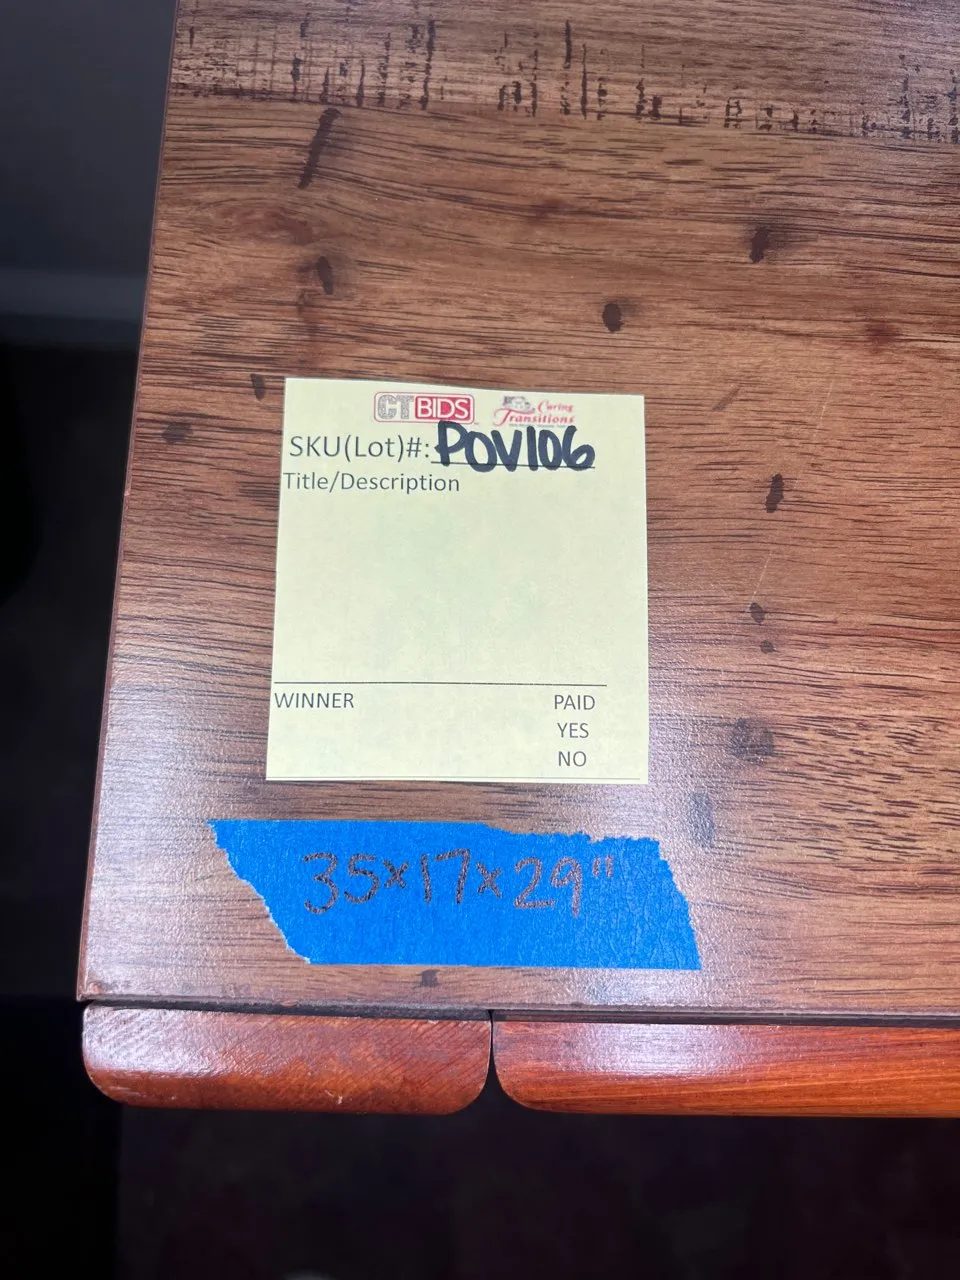 CTBIDS
Caring
Transitions
SKU(Lot)#: POV106
Title/Description
WINNER PAID
YES
NO
35x17x29"